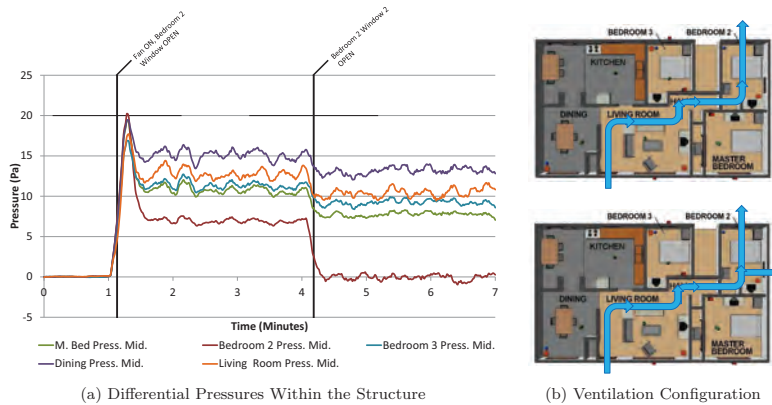 Fan ON, Bedroom 2
Window OPEN
Bedroom 2 Window 2
OPEN
25
20
15
10
5
0
-5
Pressure (Pa)
0 1 2 3 4 5 6 7
Time (Minutes)
M. Bed Press. Mid.
Bedroom 2 Press. Mid.
Bedroom 3 Press. Mid.
Dining Press. Mid.
Living Room Press. Mid.
(a) Differential Pressures Within the Structure
BEDROOM 3
BEDROOM 2
KITCHEN
DINING
LIVING ROOM
MASTER
BEDROOM
BEDROOM 3
BEDROOM 2
KITCHEN
DINING
LIVING ROOM
MASTER
BEDROOM
(b) Ventilation Configuration